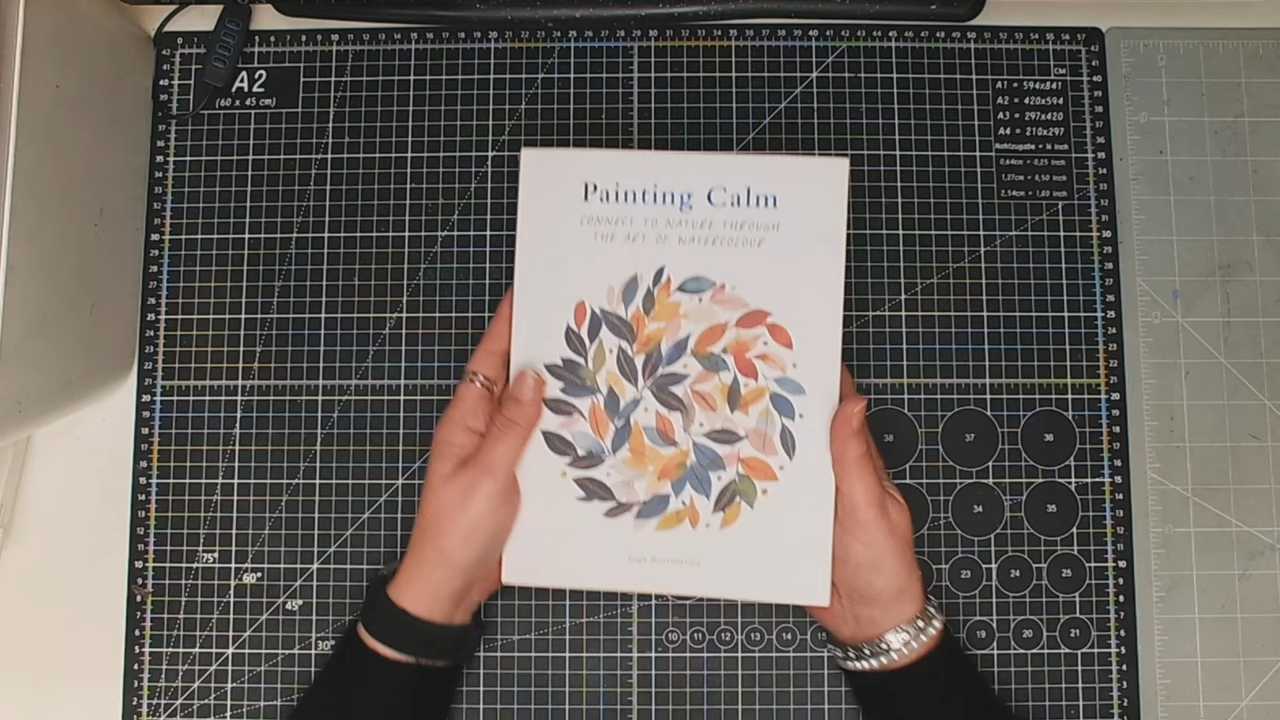 A2
(60 x 45 cm)
CM
A1 = 594x841
A2 = 420x594
A3 = 297x420
A4 = 210x297
Nahtzugabe = ¼ Inch
0,64cm = 0,25 Inch
1,27cm = 0,50 Inch
2,54cm = 1,00 Inch
Painting Calm
CONNECT TO NATURE THROUGH
THE ART OF WATERCOLOUR
38 37 36
34 35
23 24 25
10 11 12 13 14 15 19 20 21
75°
60°
45°
30°